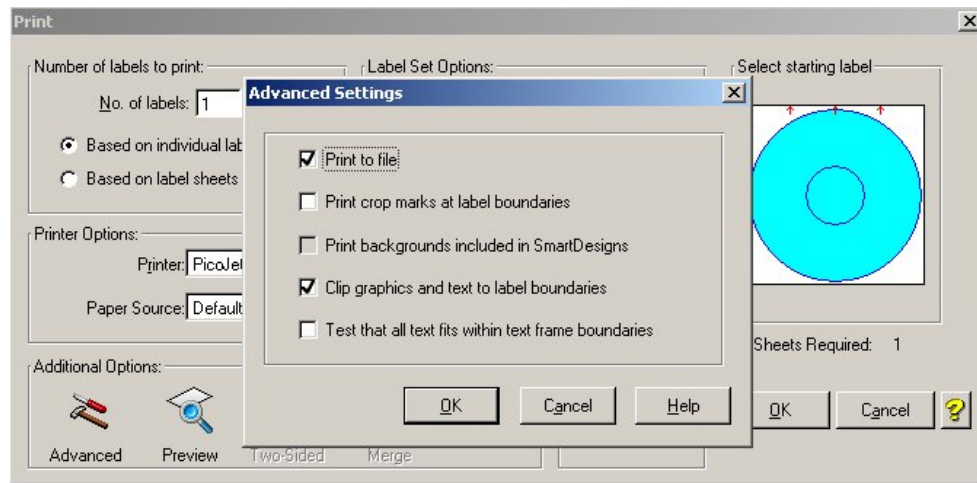 Print
Number of labels to print:
Label Set Options:
Select starting label
No. of labels: 1
Based on individual lab
Based on label sheets
Printer Options:
Printer: PicoJet
Paper Source: Default
Additional Options:
Advanced
Preview
Two-Sided
Merge
Advanced Settings
Print to file
Print crop marks at label boundaries
Print backgrounds included in SmartDesigns
Clip graphics and text to label boundaries
Test that all text fits within text frame boundaries
OK
Cancel
Help
Sheets Required: 1
OK
Cancel
?